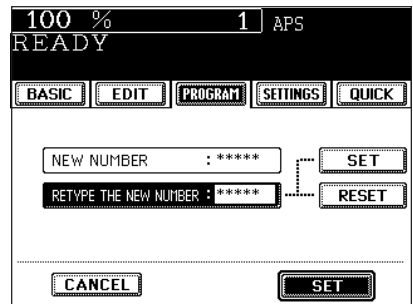 100 % 1 APS
READY
BASIC EDIT PROGRAM SETTINGS QUICK
NEW NUMBER : ***** SET
RETYPE THE NEW NUMBER : ***** RESET
CANCEL SET